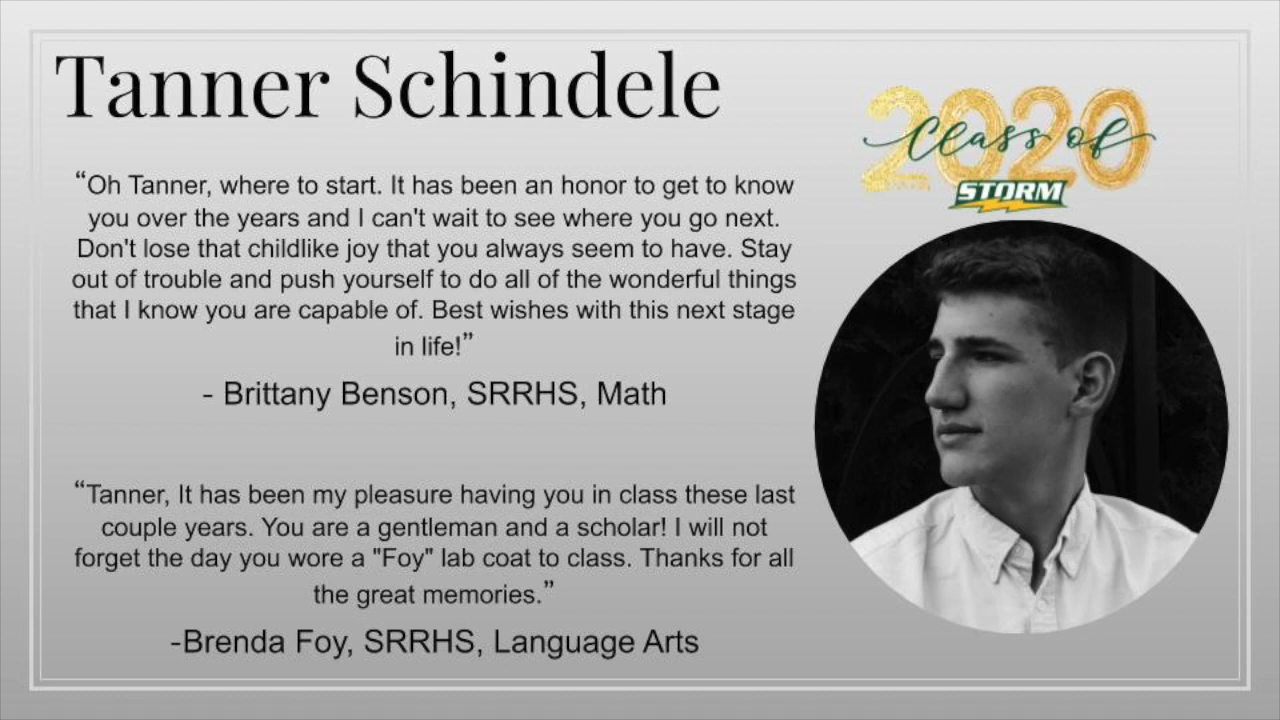 Tanner Schindele
“Oh Tanner, where to start. It has been an honor to get to know
you over the years and I can't wait to see where you go next.
Don't lose that childlike joy that you always seem to have. Stay
out of trouble and push yourself to do all of the wonderful things
that I know you are capable of. Best wishes with this next stage
in life!”
- Brittany Benson, SRRHS, Math
“Tanner, It has been my pleasure having you in class these last
couple years. You are a gentleman and a scholar! I will not
forget the day you wore a "Foy" lab coat to class. Thanks for all
the great memories.”
-Brenda Foy, SRRHS, Language Arts
Class of
2020
STORM